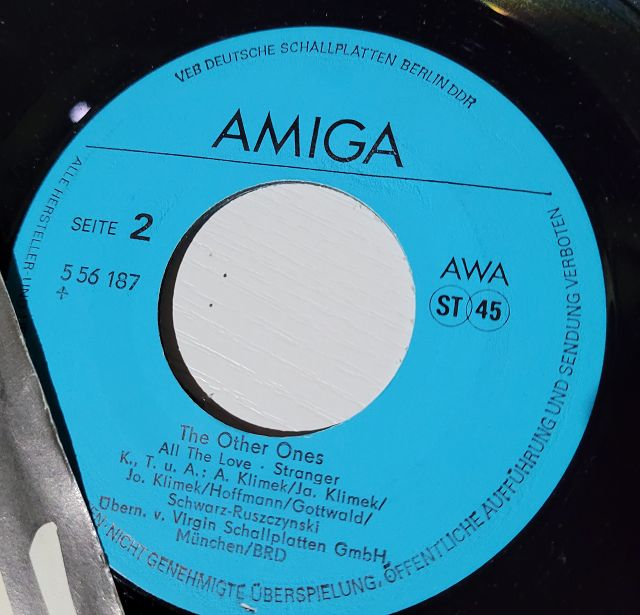 VEB DEUTSCHE SCHALLPLATTEN BERLIN DDR
AMIGA
SEITE 2
5 56 187
+
AWA
ST 45
The Other Ones
All The Love · Stranger
K., T. u. A.: A. Klimek/Ja. Klimek/
Jo. Klimek/Hoffmann/Gottwald/
Schwarz-Ruszczynski
Übern. v. Virgin Schallplatten GmbH,
München/BRD
ALLE HERSTELLER-UN
EN· NICHT GENEHMIGTE ÜBERSPIELUNG, ÖFFENTLICHE AUFFÜHRUNG UND SENDUNG VERBOTEN